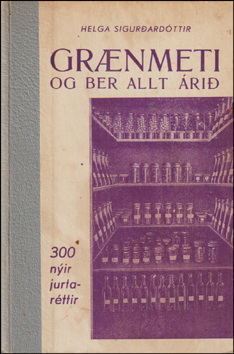 HELGA SIGURÐARDÓTTIR
GRÆNMETI
OG BER ALLT ÁRIÐ
300
nýir
jurta-
réttir